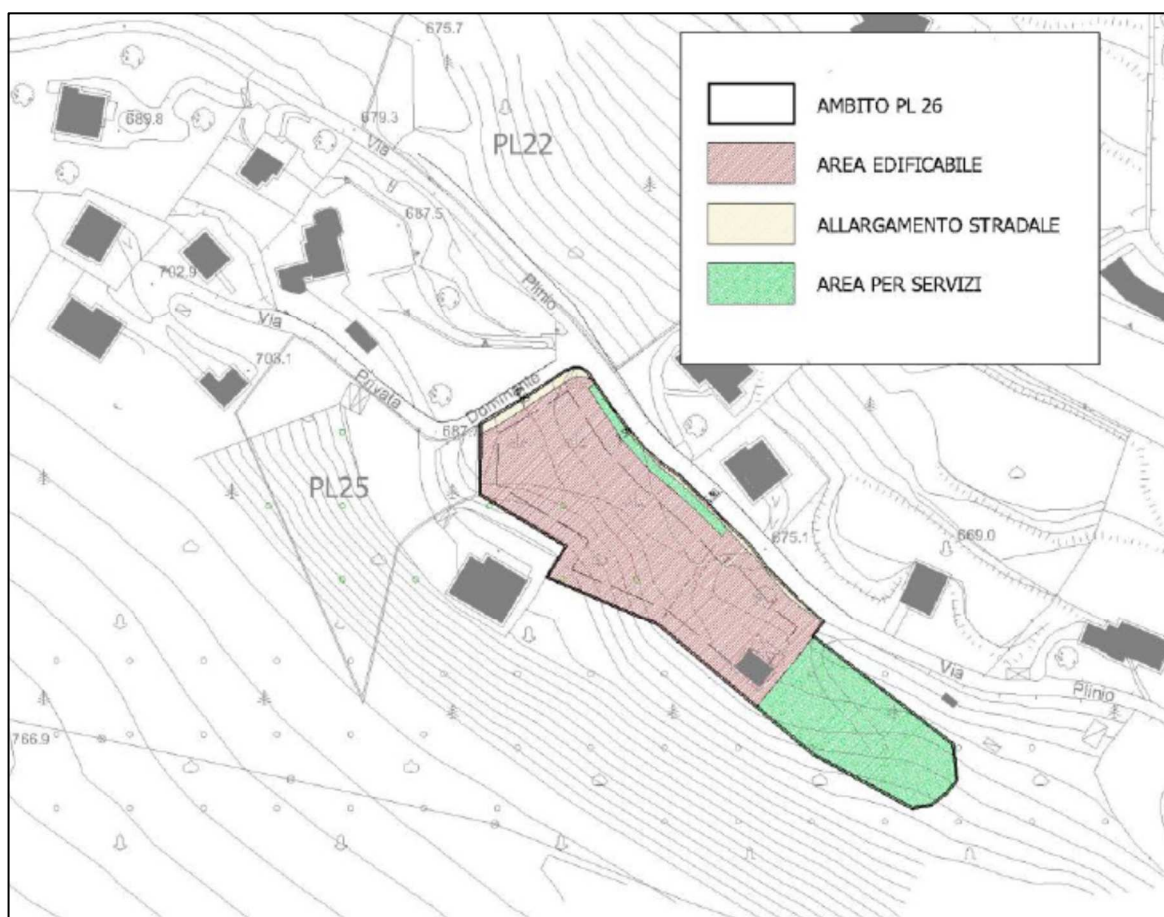 675.7
689.8
679.3
Via
PL22
687.5
702.9
Plinio
Via
703.1
Privata
687.
PL25
675.1
669.0
Via
Plinio
766.9
AMBITO PL 26
AREA EDIFICABILE
ALLARGAMENTO STRADALE
AREA PER SERVIZI